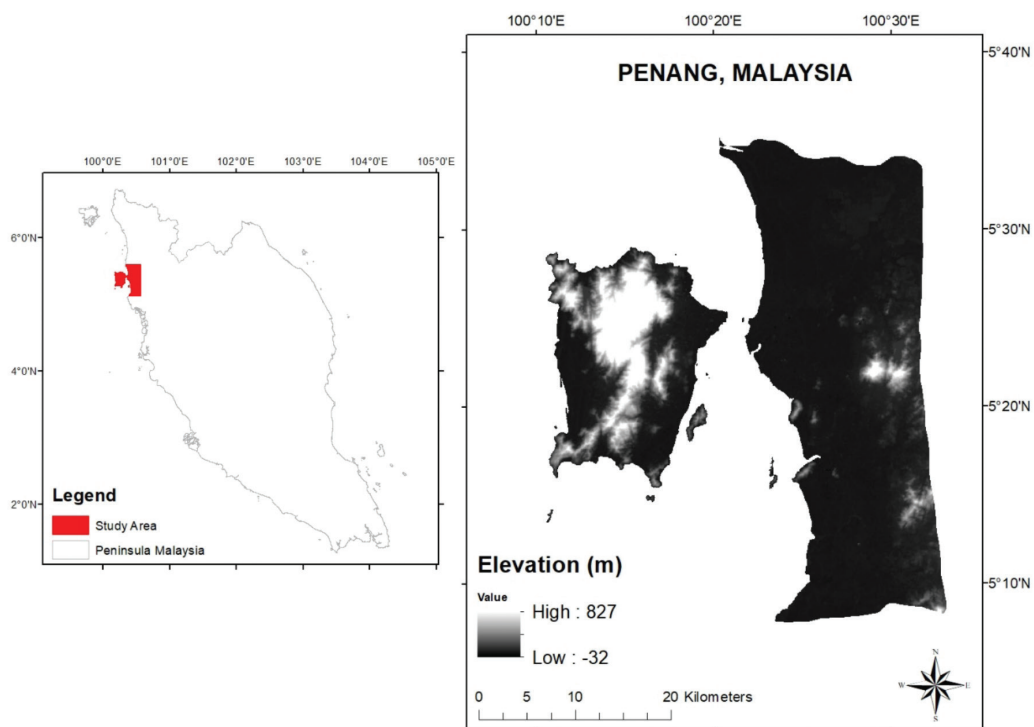 100°0'E 101°0'E 102°0'E 103°0'E 104°0'E 105°0'E
6°0'N
4°0'N
2°0'N
Legend
Study Area
Peninsula Malaysia
100°10'E 100°20'E 100°30'E
PENANG, MALAYSIA
5°40'N
5°30'N
5°20'N
5°10'N
Elevation (m)
Value
High : 827
Low : -32
0 5 10 20 Kilometers
N
W E
S